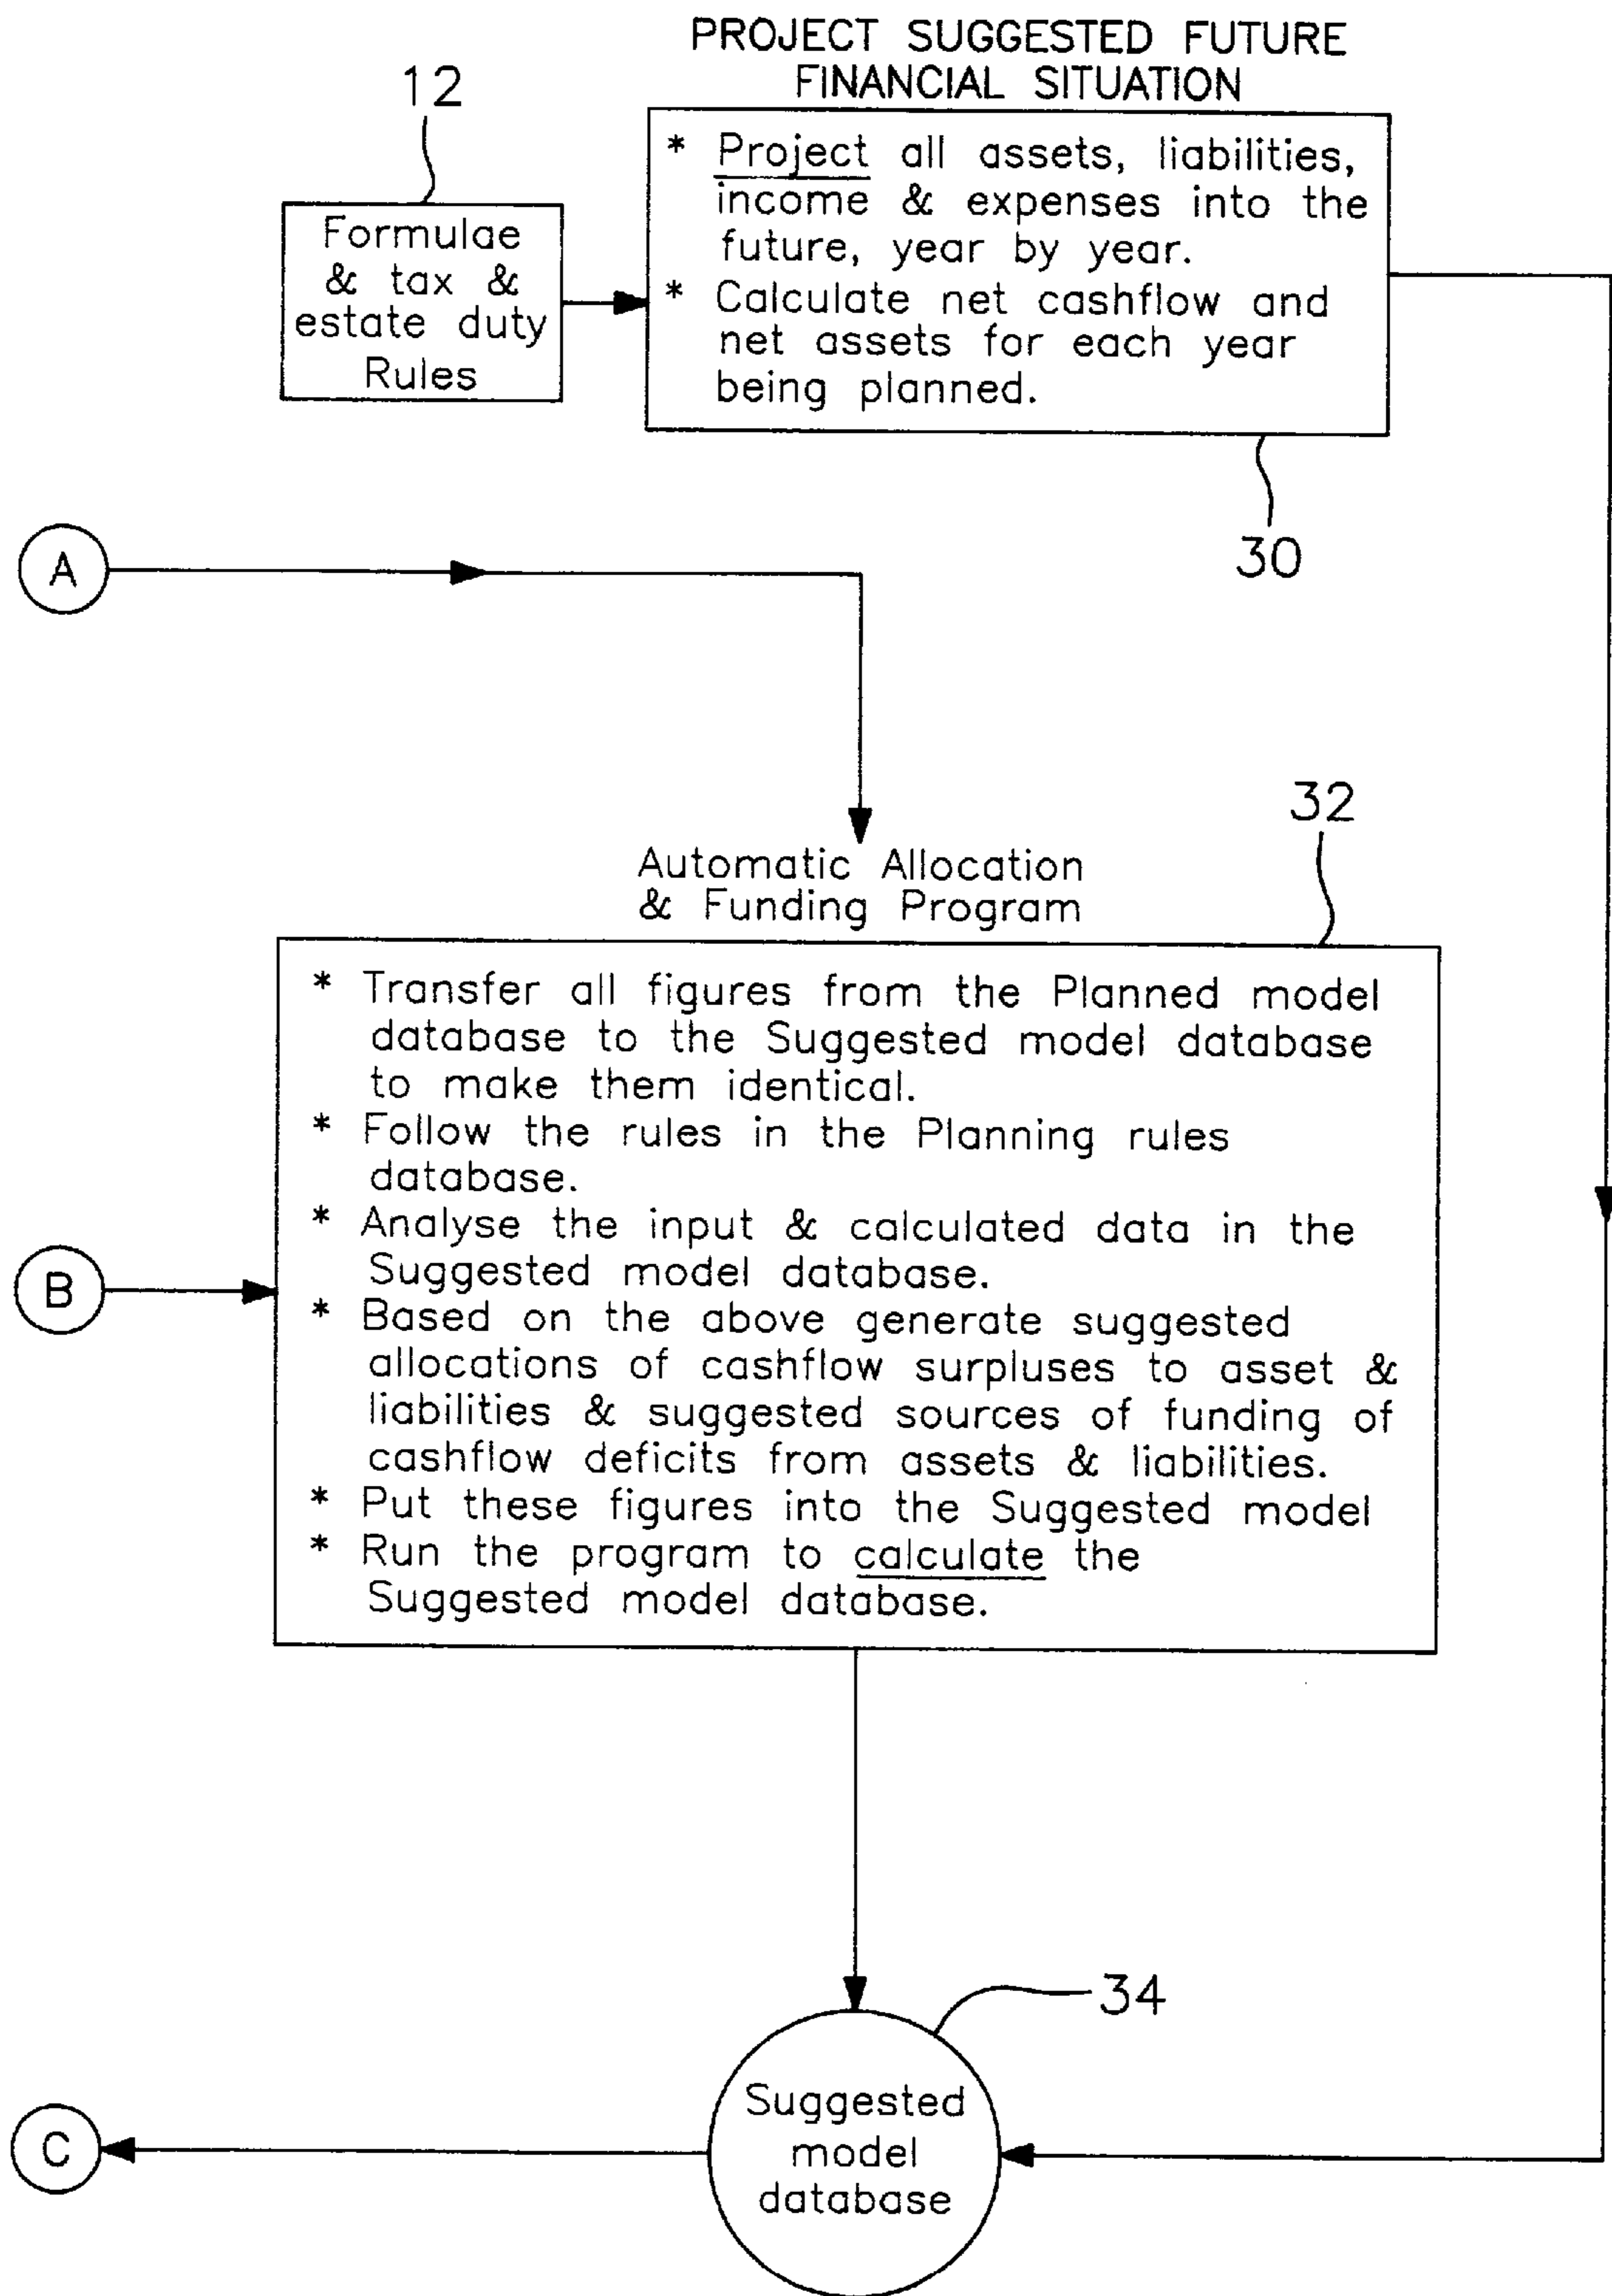 PROJECT SUGGESTED FUTURE
FINANCIAL SITUATION
12
Formulae
& tax &
estate duty
Rules
* Project all assets, liabilities,
income & expenses into the
future, year by year.
* Calculate net cashflow and
net assets for each year
being planned.
30
A
32
Automatic Allocation
& Funding Program
* Transfer all figures from the Planned model
database to the Suggested model database
to make them identical.
* Follow the rules in the Planning rules
database.
* Analyse the input & calculated data in the
Suggested model database.
* Based on the above generate suggested
allocations of cashflow surpluses to asset &
liabilities & suggested sources of funding of
cashflow deficits from assets & liabilities.
* Put these figures into the Suggested model
* Run the program to calculate the
Suggested model database.
B
34
Suggested
model
database
C